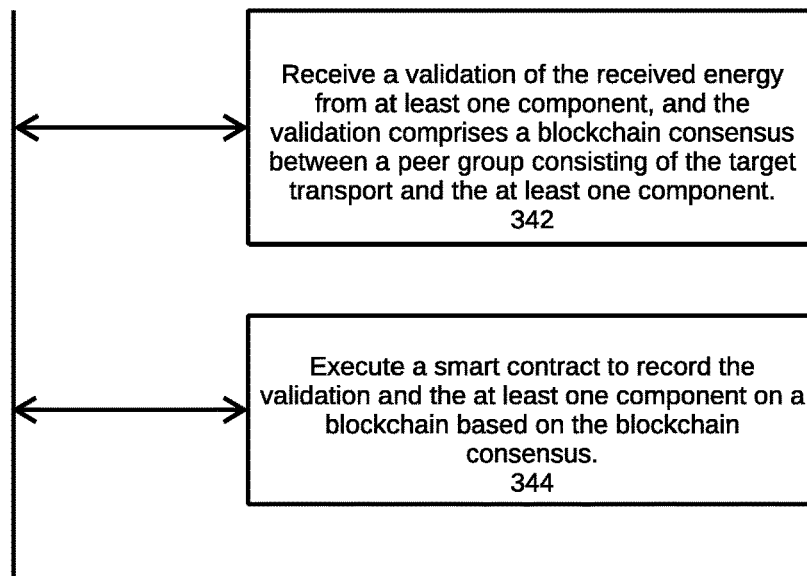 Receive a validation of the received energy
from at least one component, and the
validation comprises a blockchain consensus
between a peer group consisting of the target
transport and the at least one component.
342
Execute a smart contract to record the
validation and the at least one component on a
blockchain based on the blockchain
consensus.
344